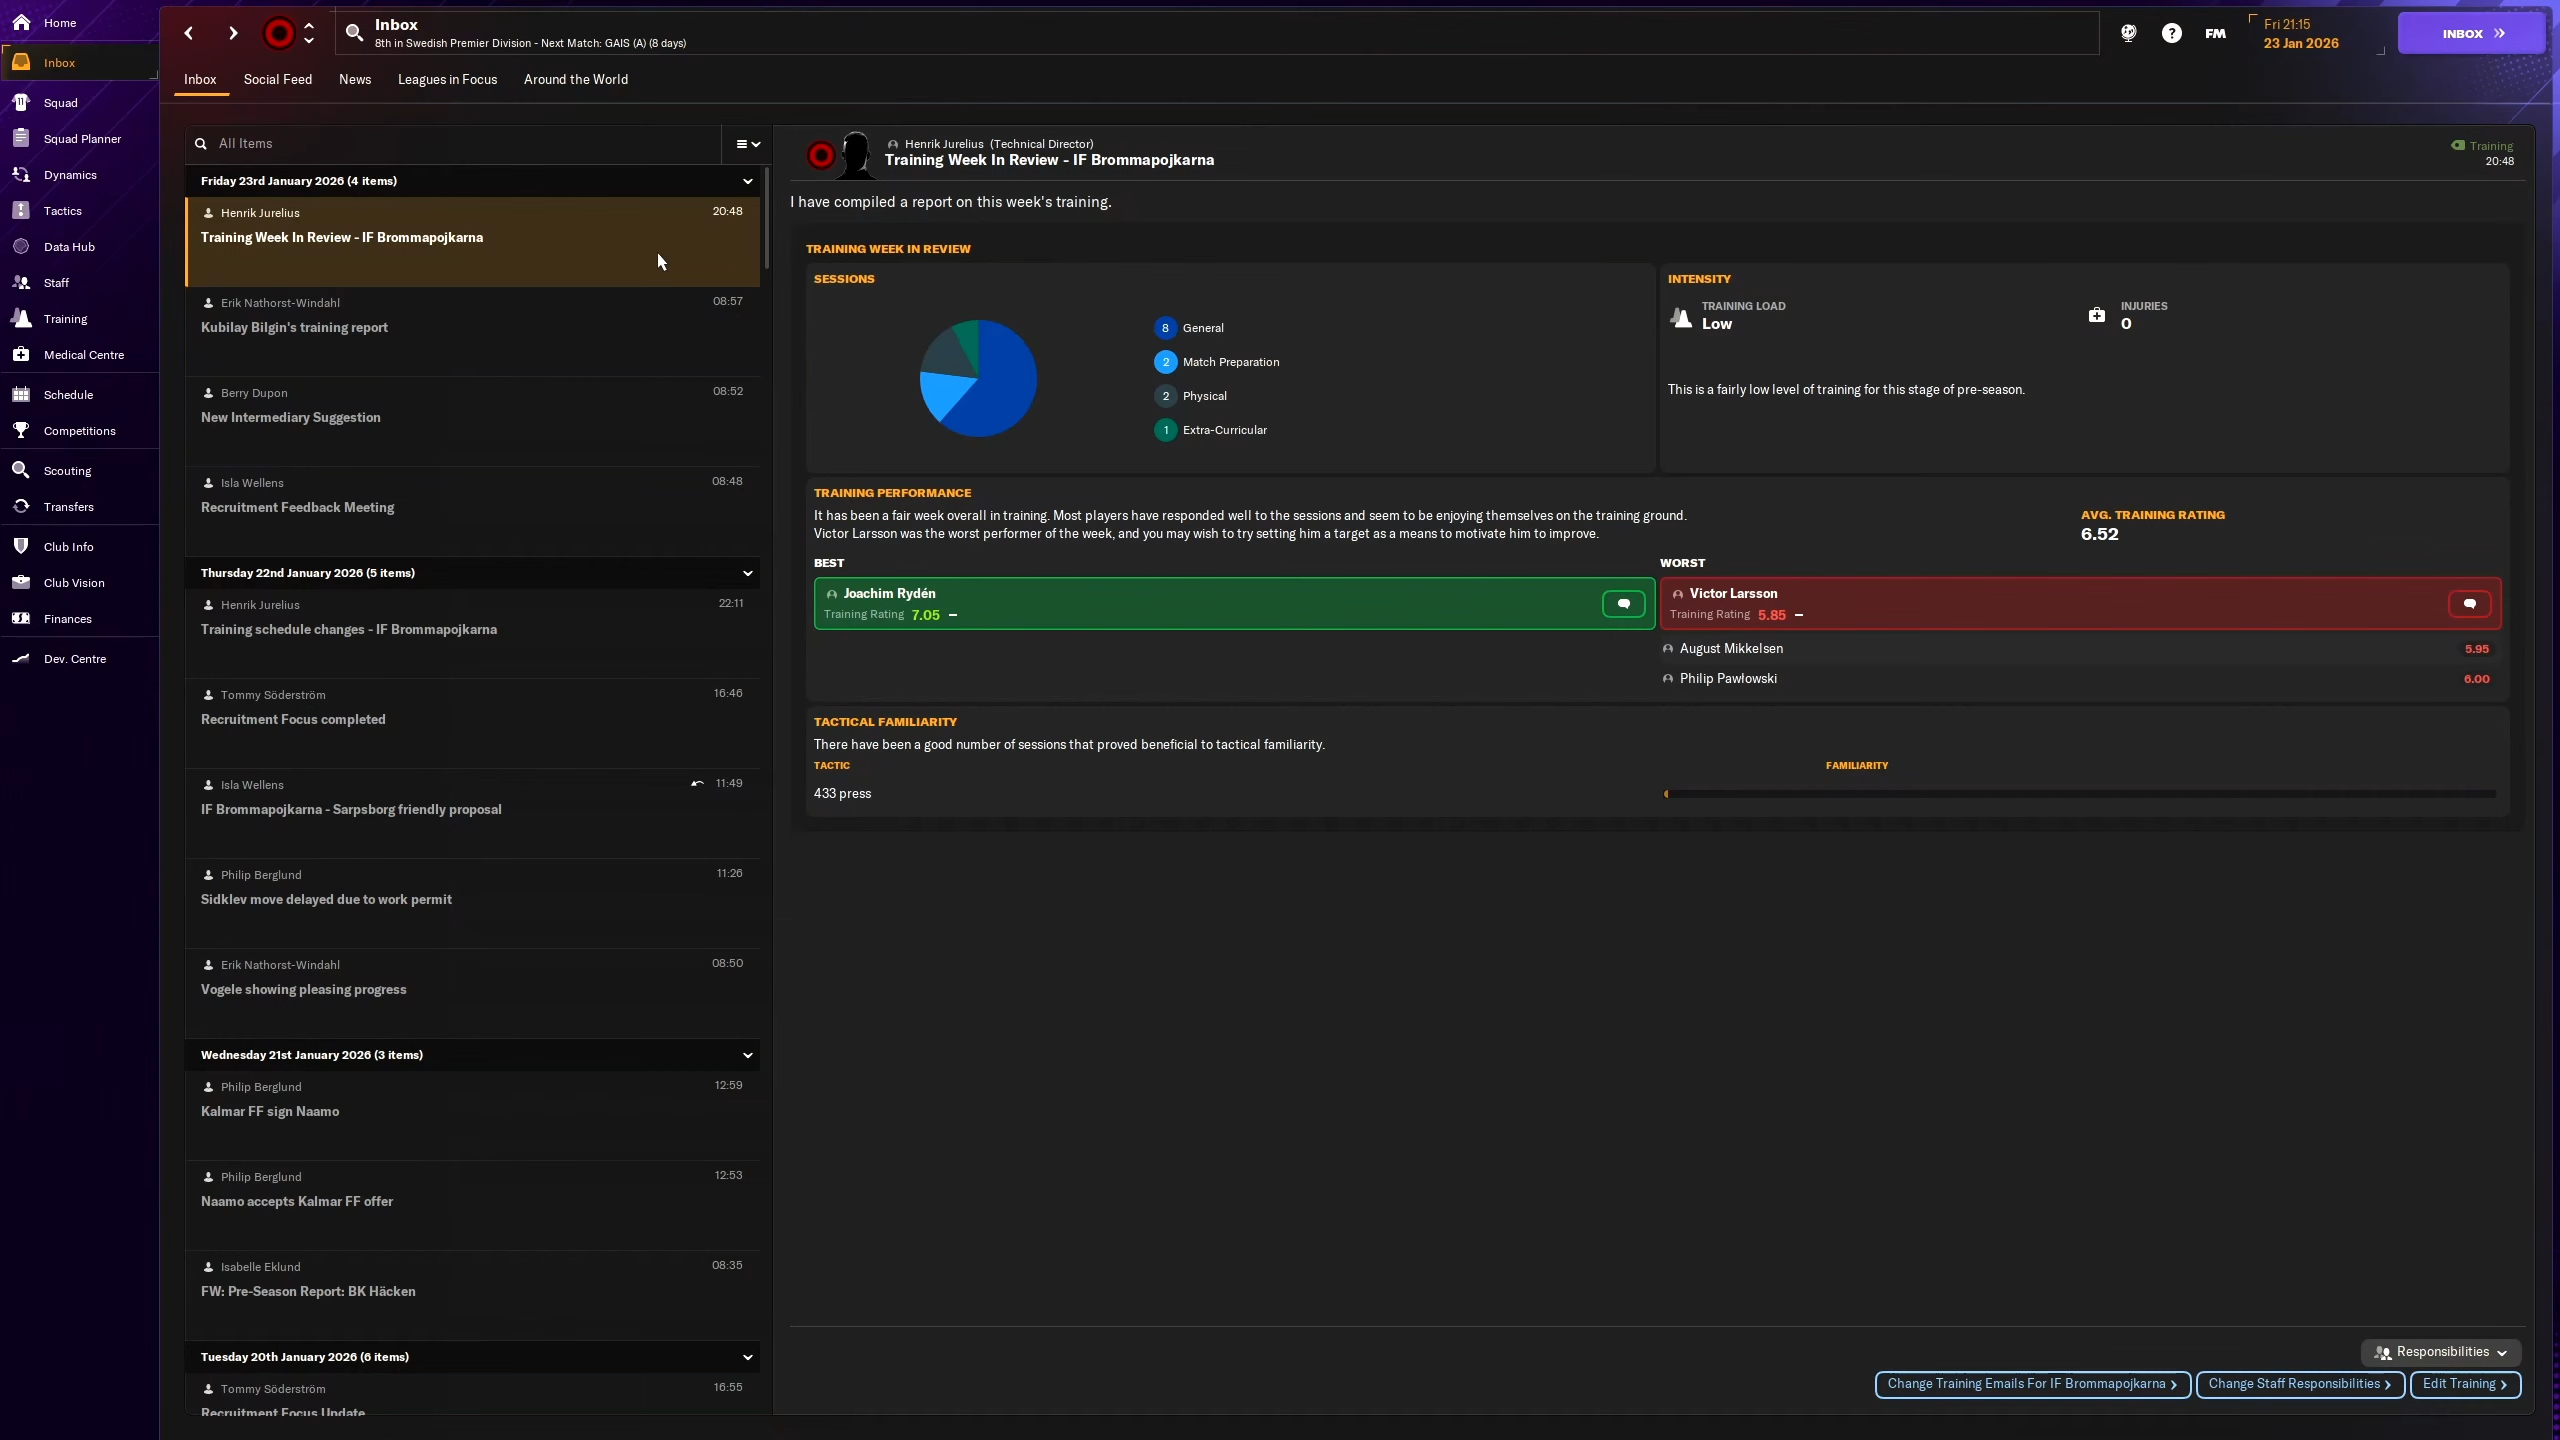 Home
Inbox
Squad
Squad Planner
Dynamics
Tactics
Data Hub
Staff
Training
Medical Centre
Schedule
Competitions
Scouting
Transfers
Club Info
Club Vision
Finances
Dev. Centre
Inbox
8th in Swedish Premier Division - Next Match: GAIS (A) (8 days)
FM
Fri 21:15
23 Jan 2026
INBOX
Inbox Social Feed News Leagues in Focus Around the World
All Items
Friday 23rd January 2026 (4 items)
Henrik Jurelius 20:48
Training Week In Review - IF Brommapojkarna
Erik Nathorst-Windahl 08:57
Kubilay Bilgin's training report
Berry Dupon 08:52
New Intermediary Suggestion
Isla Wellens 08:48
Recruitment Feedback Meeting
Thursday 22nd January 2026 (5 items)
Henrik Jurelius 22:11
Training schedule changes - IF Brommapojkarna
Tommy Söderström 16:46
Recruitment Focus completed
Isla Wellens 11:49
IF Brommapojkarna - Sarpsborg friendly proposal
Philip Berglund 11:26
Sidklev move delayed due to work permit
Erik Nathorst-Windahl 08:50
Vogele showing pleasing progress
Wednesday 21st January 2026 (3 items)
Philip Berglund 12:59
Kalmar FF sign Naamo
Philip Berglund 12:53
Naamo accepts Kalmar FF offer
Isabelle Eklund 08:35
FW: Pre-Season Report: BK Häcken
Tuesday 20th January 2026 (6 items)
Tommy Söderström 16:55
Recruitment Focus Update
Henrik Jurelius (Technical Director)
Training Week In Review - IF Brommapojkarna
Training
20:48
I have compiled a report on this week's training.
TRAINING WEEK IN REVIEW
SESSIONS
8 General
2 Match Preparation
2 Physical
1 Extra-Curricular
INTENSITY
TRAINING LOAD
Low
INJURIES
0
This is a fairly low level of training for this stage of pre-season.
TRAINING PERFORMANCE
It has been a fair week overall in training. Most players have responded well to the sessions and seem to be enjoying themselves on the training ground.
Victor Larsson was the worst performer of the week, and you may wish to try setting him a target as a means to motivate him to improve.
AVG. TRAINING RATING
6.52
BEST
Joachim Rydén
Training Rating 7.05 –
WORST
Victor Larsson
Training Rating 5.85 –
August Mikkelsen 5.95
Philip Pawłowski 6.00
TACTICAL FAMILIARITY
There have been a good number of sessions that proved beneficial to tactical familiarity.
TACTIC FAMILIARITY
433 press
Responsibilities
Change Training Emails For IF Brommapojkarna
Change Staff Responsibilities
Edit Training